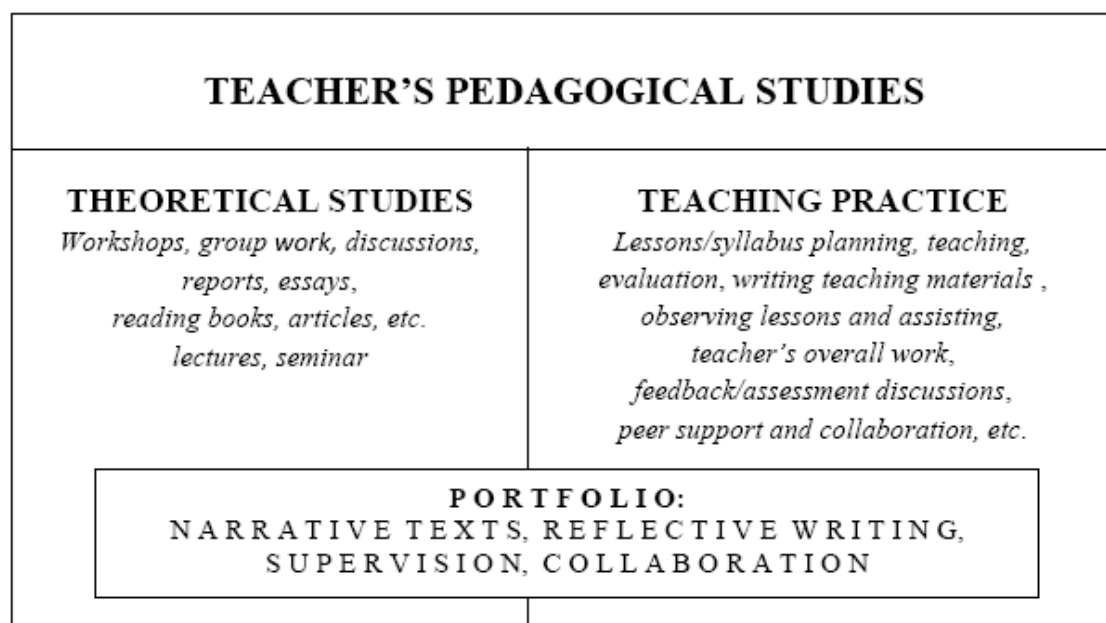 TEACHER’S PEDAGOGICAL STUDIES
THEORETICAL STUDIES
Workshops, group work, discussions,
reports, essays,
reading books, articles, etc.
lectures, seminar
TEACHING PRACTICE
Lessons/syllabus planning, teaching,
evaluation, writing teaching materials ,
observing lessons and assisting,
teacher’s overall work,
feedback/assessment discussions,
peer support and collaboration, etc.
PORTFOLIO:
NARRATIVE TEXTS, REFLECTIVE WRITING,
SUPERVISION, COLLABORATION